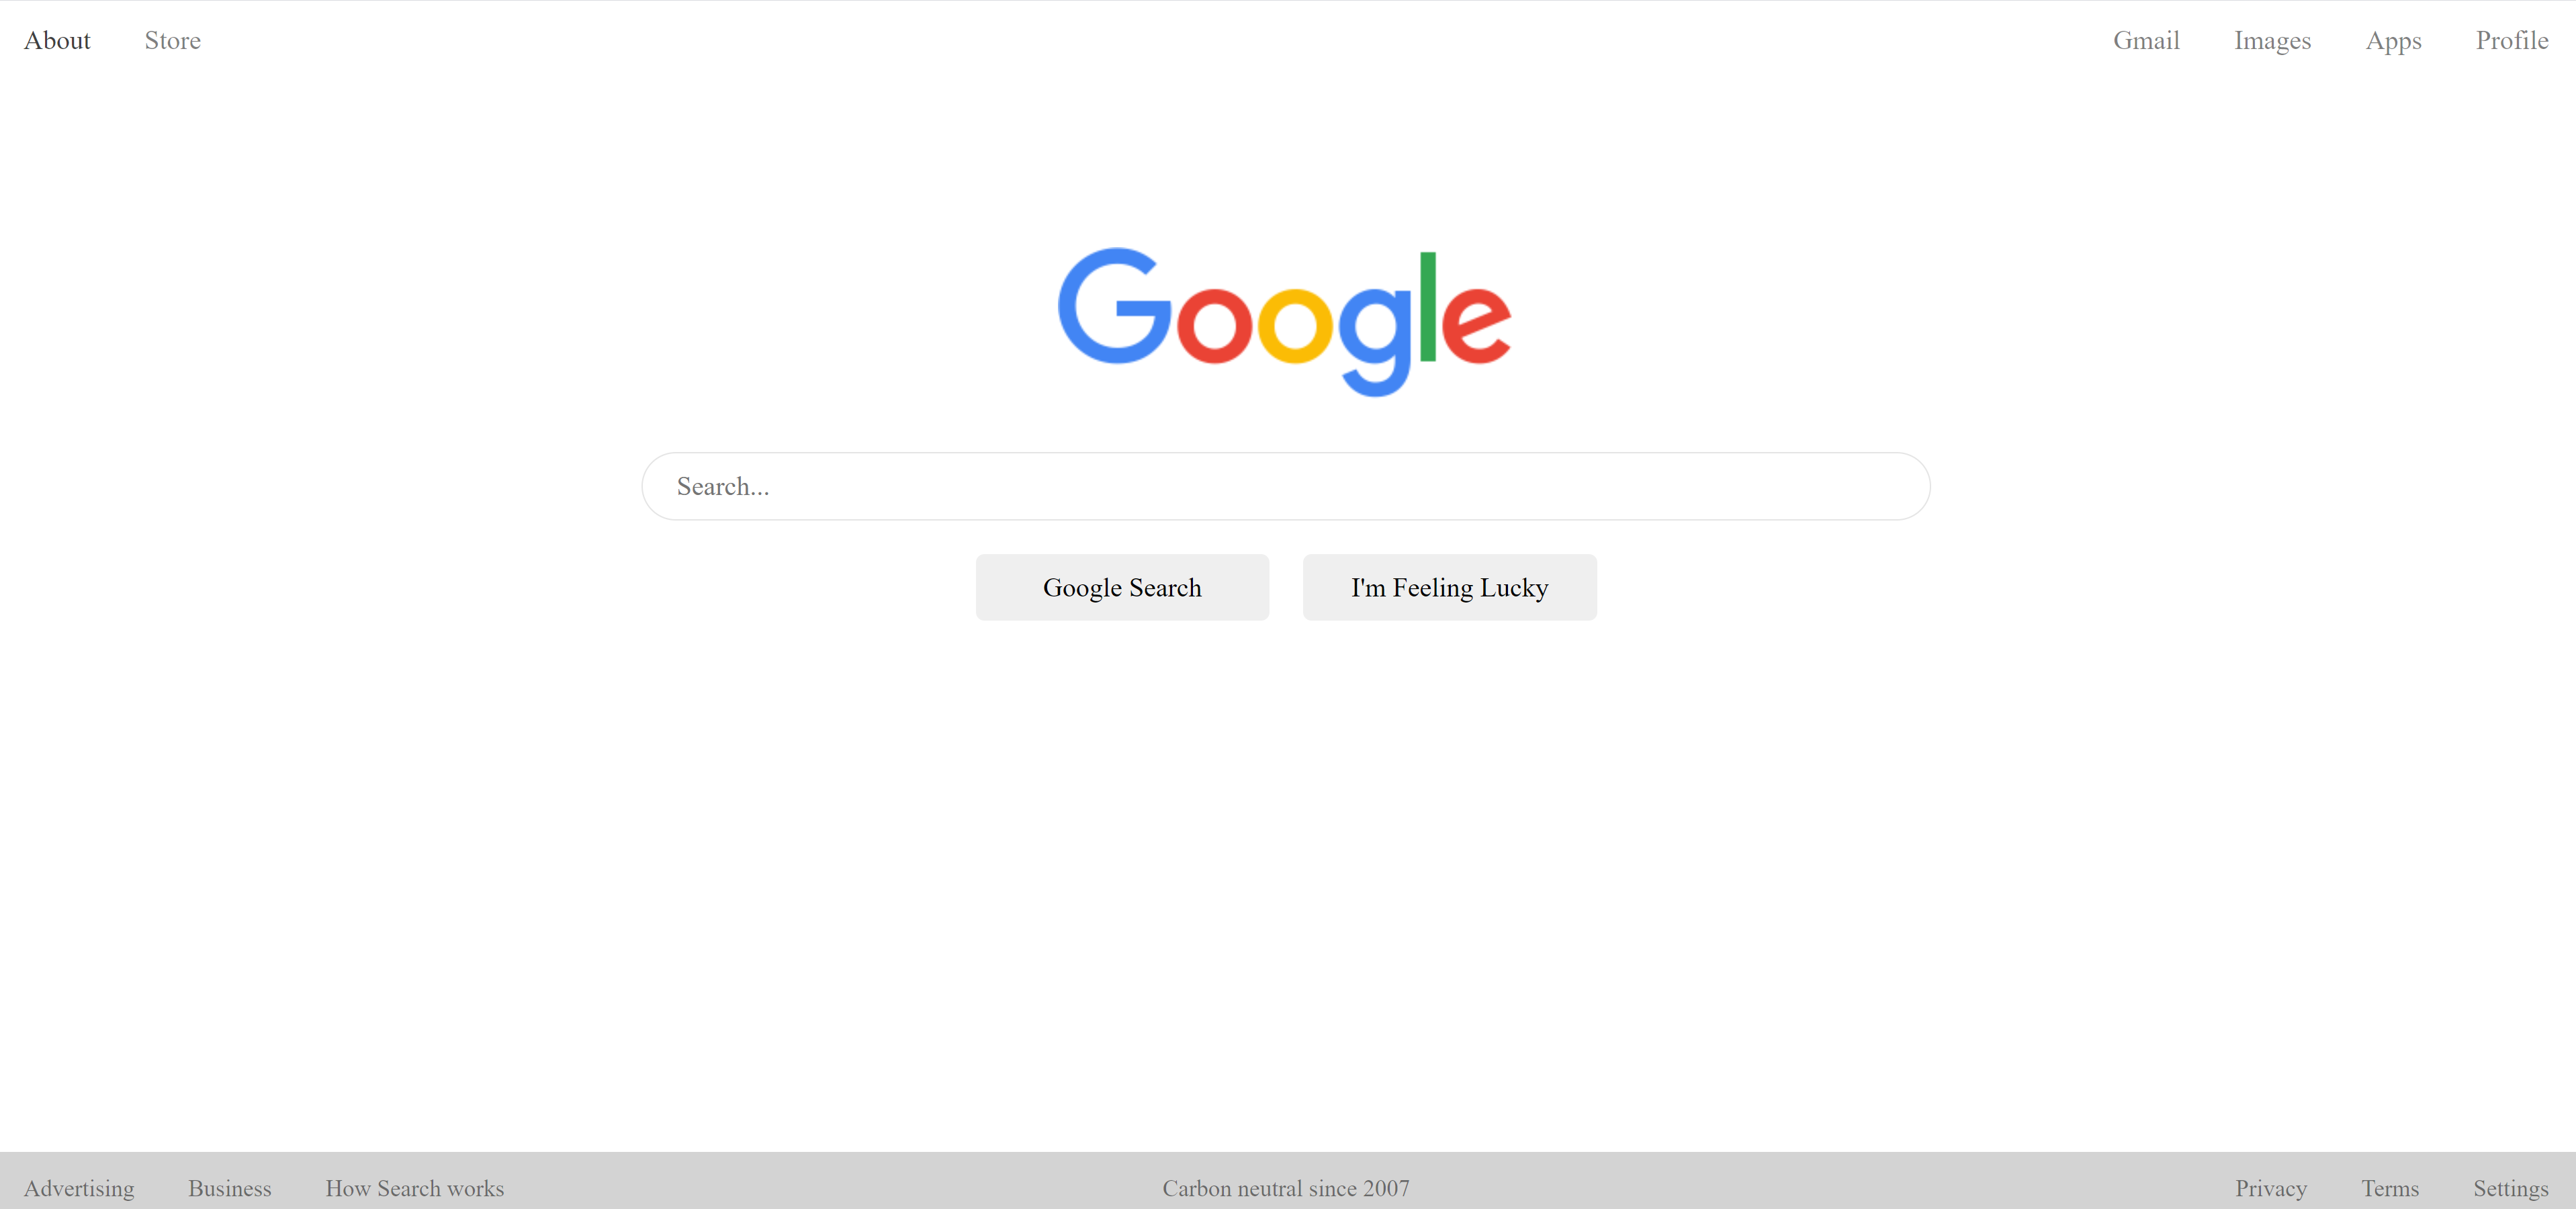 About Store Gmail Images Apps Profile
Google
Search...
Google Search I'm Feeling Lucky
Advertising Business How Search works Carbon neutral since 2007 Privacy Terms Settings